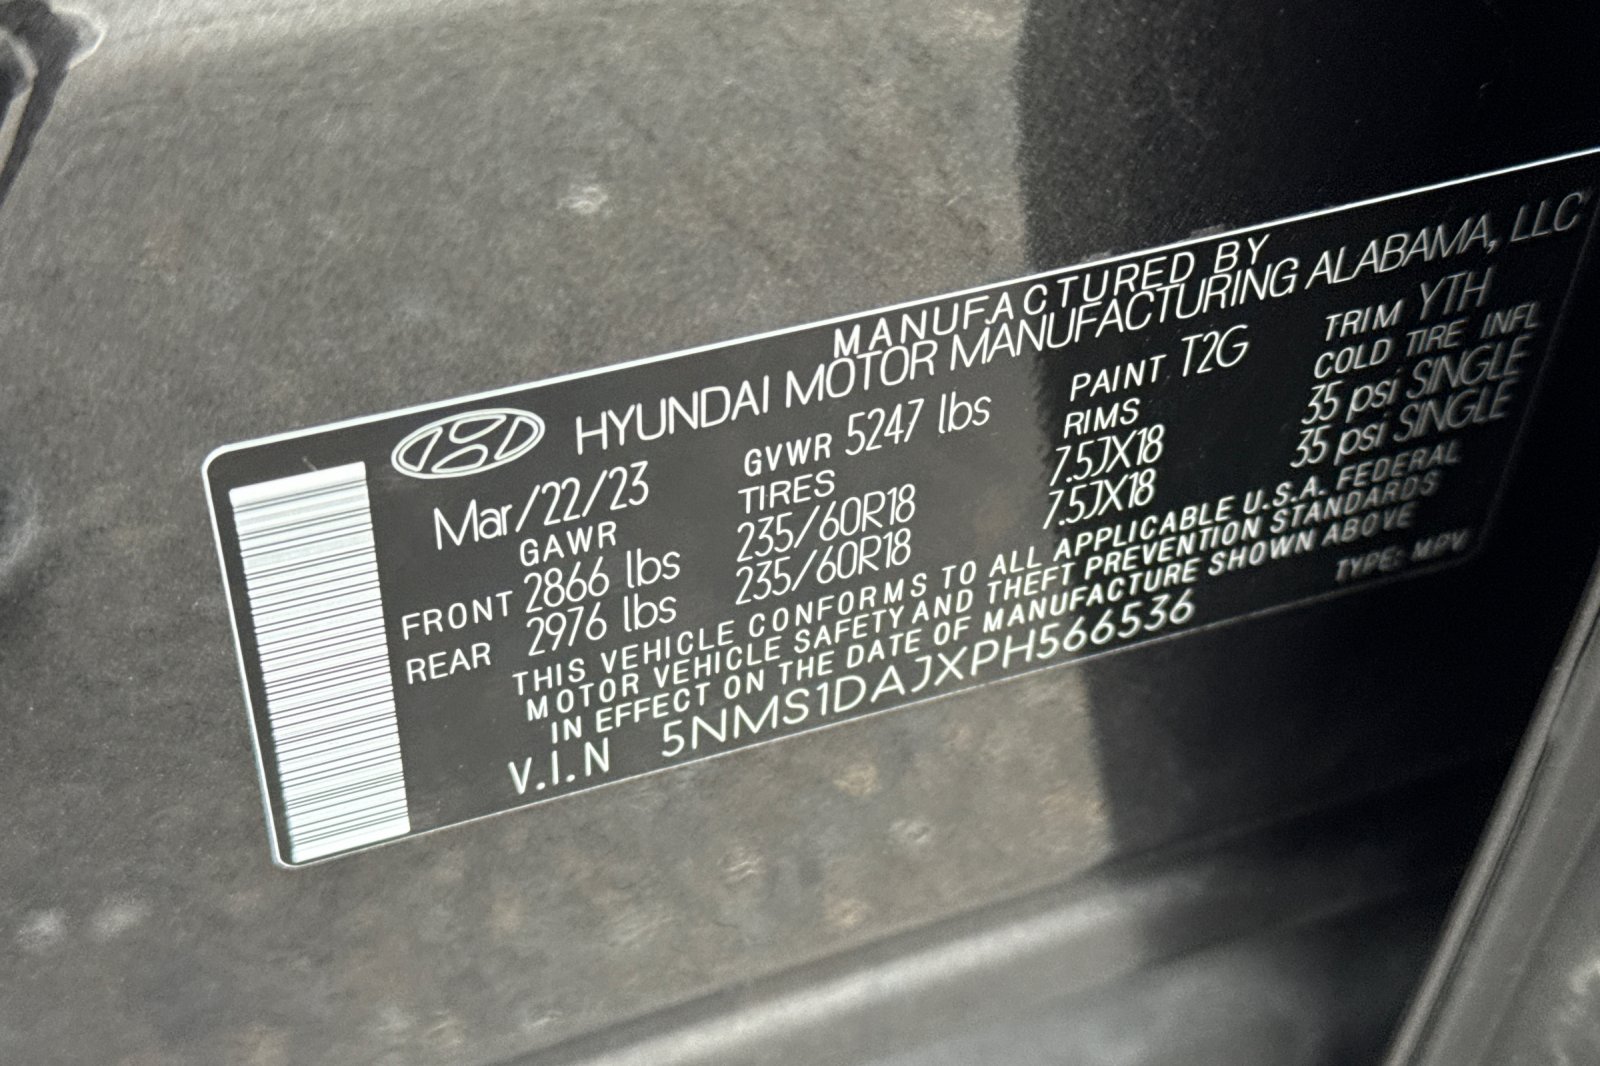 MANUFACTURED BY
HYUNDAI MOTOR MANUFACTURING ALABAMA, LLC
Mar/22/23 GVWR 5247 lbs PAINT T2G TRIM YTH
GAWR TIRES RIMS COLD TIRE INFL
FRONT 2866 lbs 235/60R18 7.5JX18 35 psi SINGLE
REAR 2976 lbs 235/60R18 7.5JX18 35 psi SINGLE
THIS VEHICLE CONFORMS TO ALL APPLICABLE U.S.A. FEDERAL
MOTOR VEHICLE SAFETY AND THEFT PREVENTION STANDARDS
IN EFFECT ON THE DATE OF MANUFACTURE SHOWN ABOVE
V.I.N 5NMS1DAJXPH566536 TYPE: MPV